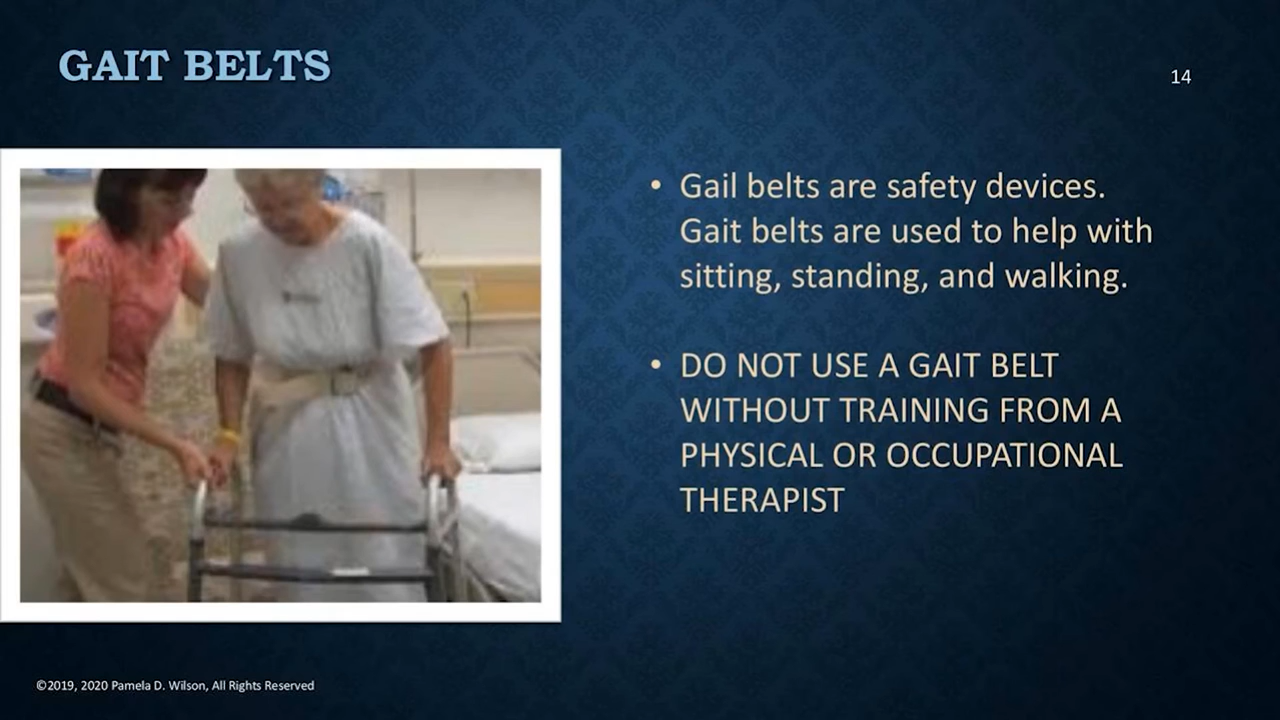 GAIT BELTS
14
• Gail belts are safety devices.
Gait belts are used to help with
sitting, standing, and walking.
• DO NOT USE A GAIT BELT
WITHOUT TRAINING FROM A
PHYSICAL OR OCCUPATIONAL
THERAPIST
©2019, 2020 Pamela D. Wilson, All Rights Reserved